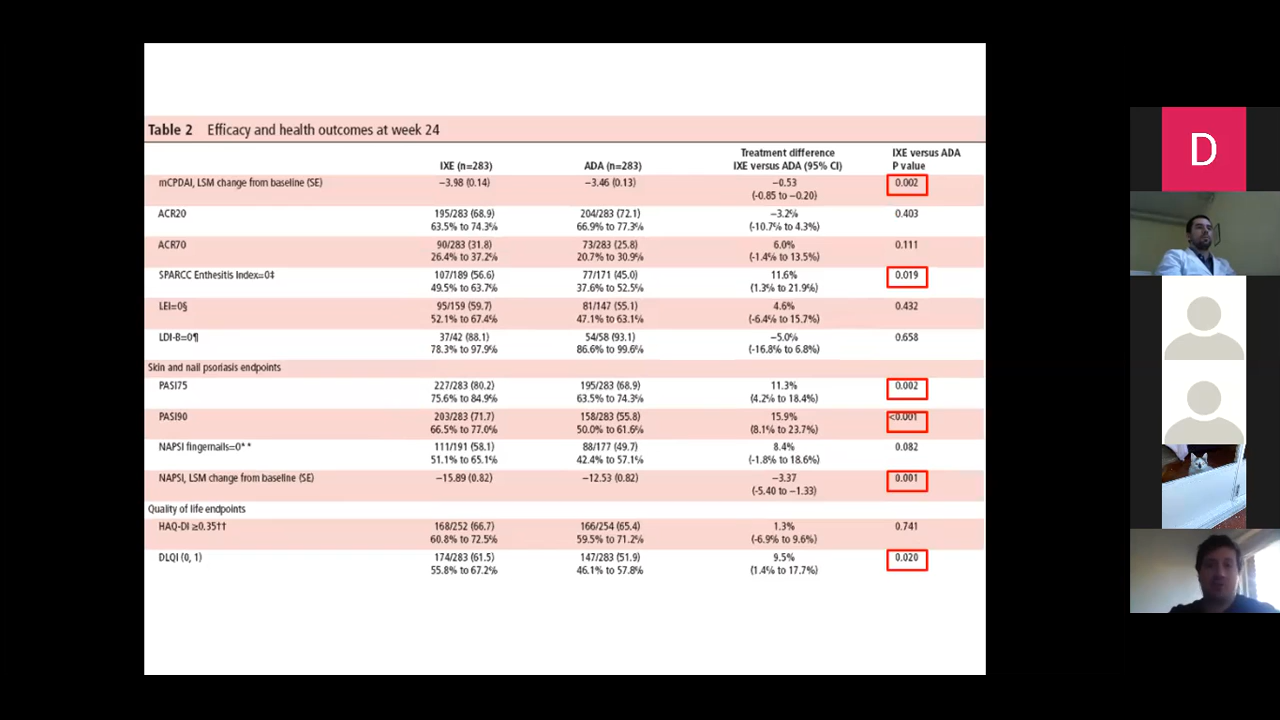 Table 2 Efficacy and health outcomes at week 24
IXE (n=283) ADA (n=283) Treatment difference IXE versus ADA (95% CI) IXE versus ADA P value
mCPDAI, LSM change from baseline (SE) −3.98 (0.14) −3.46 (0.13) −0.53
(-0.85 to −0.20) 0.002
ACR20 195/283 (68.9) 204/283 (72.1) −3.2% 0.403
63.5% to 74.3% 66.9% to 77.3% (-10.7% to 4.3%)
ACR70 90/283 (31.8) 73/283 (25.8) 6.0% 0.111
26.4% to 37.2% 20.7% to 30.9% (-1.4% to 13.5%)
SPARCC Enthesitis Index=0‡ 107/189 (56.6) 77/171 (45.0) 11.6% 0.019
49.5% to 63.7% 37.6% to 52.5% (1.3% to 21.9%)
LEI=0§ 95/159 (59.7) 81/147 (55.1) 4.6% 0.432
52.1% to 67.4% 47.1% to 63.1% (-6.4% to 15.7%)
LDI-B=0¶ 37/42 (88.1) 54/58 (93.1) −5.0% 0.658
78.3% to 97.9% 86.6% to 99.6% (-16.8% to 6.8%)
Skin and nail psoriasis endpoints
PASI75 227/283 (80.2) 195/283 (68.9) 11.3% 0.002
75.6% to 84.9% 63.5% to 74.3% (4.2% to 18.4%)
PASI90 203/283 (71.7) 158/283 (55.8) 15.9% <0.001
66.5% to 77.0% 50.0% to 61.6% (8.1% to 23.7%)
NAPSI fingernails=0** 111/191 (58.1) 88/177 (49.7) 8.4% 0.082
51.1% to 65.1% 42.4% to 57.1% (-1.8% to 18.6%)
NAPSI, LSM change from baseline (SE) −15.89 (0.82) −12.53 (0.82) −3.37 0.001
(-5.40 to −1.33)
Quality of life endpoints
HAQ-DI ≥0.35†† 168/252 (66.7) 166/254 (65.4) 1.3% 0.741
60.8% to 72.5% 59.5% to 71.2% (-6.9% to 9.6%)
DLQI (0, 1) 174/283 (61.5) 147/283 (51.9) 9.5% 0.020
55.8% to 67.2% 46.1% to 57.8% (1.4% to 17.7%)
D